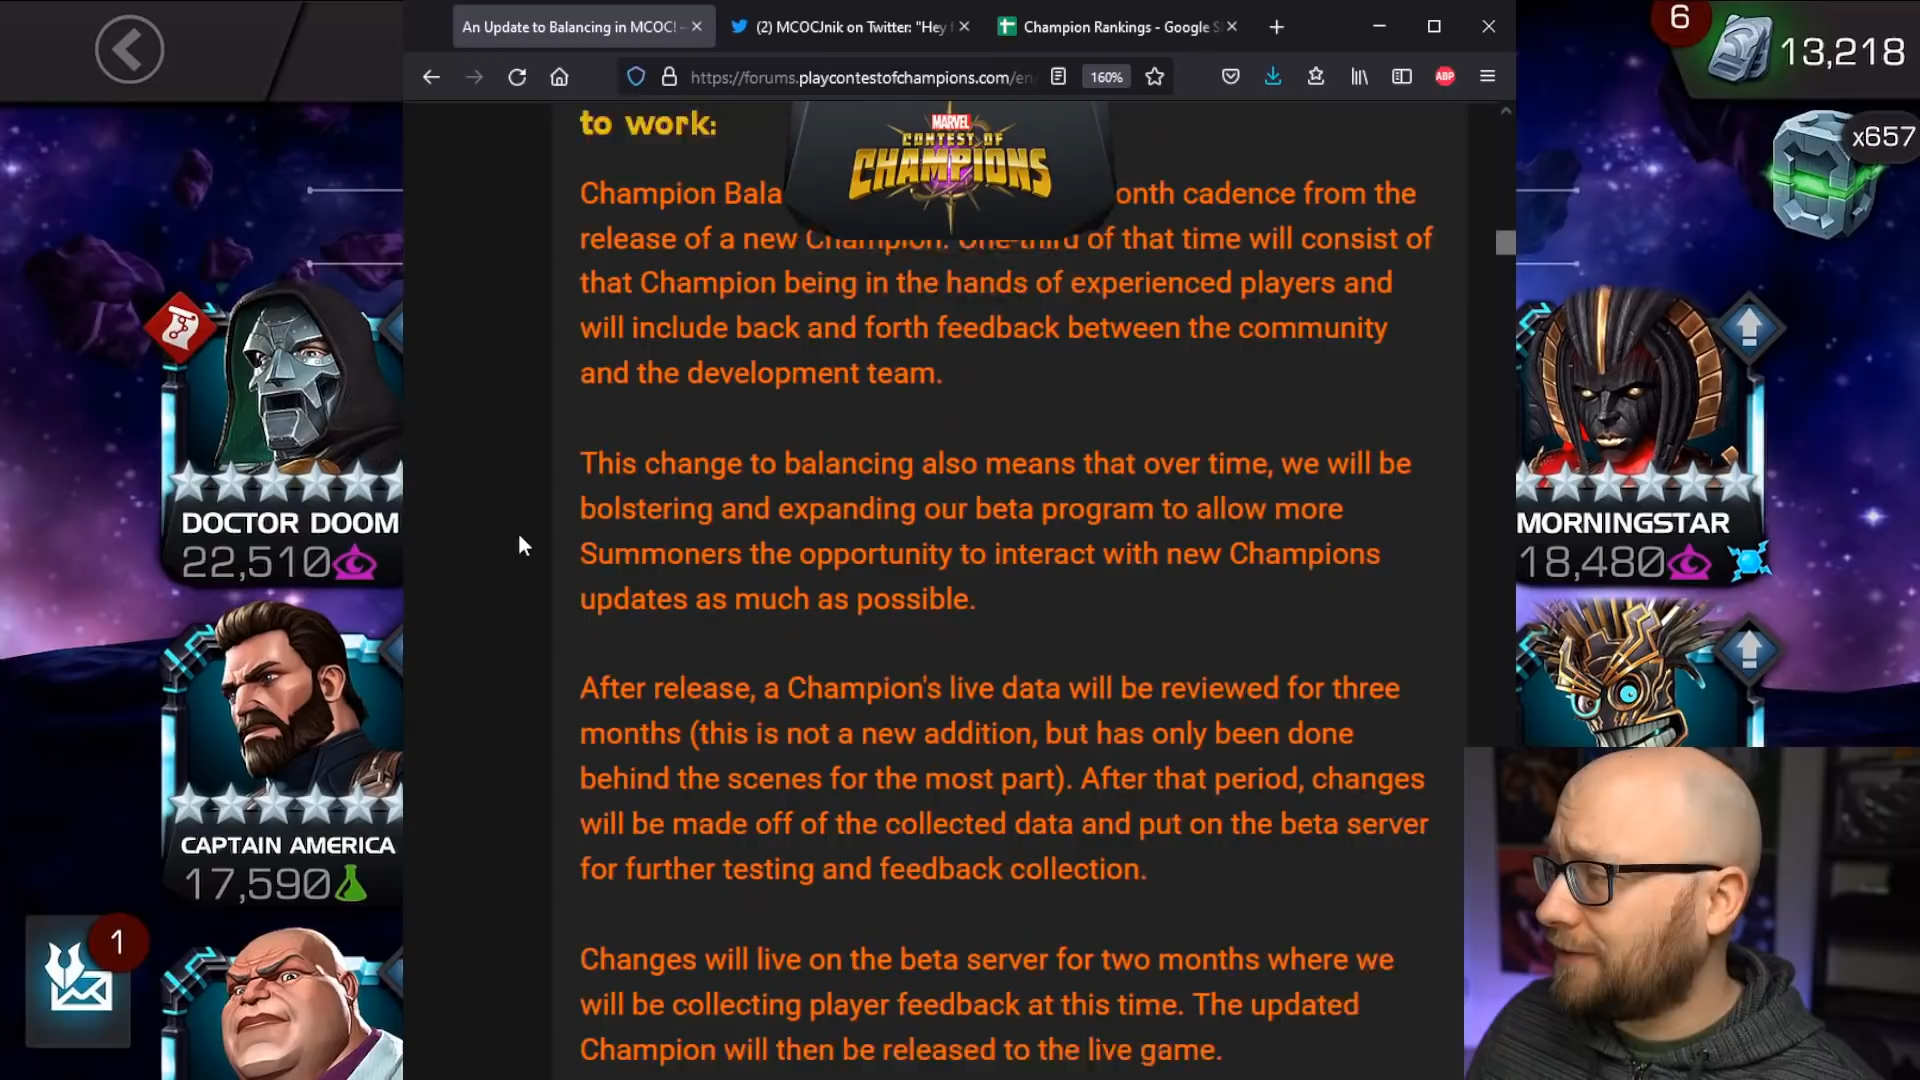 An Update to Balancing in MCOC! -
(2) MCOCJnik on Twitter: "Hey f
Champion Rankings - Google S
https://forums.playcontestofchampions.com/en/
160%
ABP
6
13,218
x657
to work:
MARVEL
CONTEST OF
CHAMPIONS
Champion Bala onth cadence from the
release of a new Champion. One-third of that time will consist of
that Champion being in the hands of experienced players and
will include back and forth feedback between the community
and the development team.
This change to balancing also means that over time, we will be
bolstering and expanding our beta program to allow more
Summoners the opportunity to interact with new Champions
updates as much as possible.
After release, a Champion's live data will be reviewed for three
months (this is not a new addition, but has only been done
behind the scenes for the most part). After that period, changes
will be made off of the collected data and put on the beta server
for further testing and feedback collection.
Changes will live on the beta server for two months where we
will be collecting player feedback at this time. The updated
Champion will then be released to the live game.
DOCTOR DOOM
22,510
CAPTAIN AMERICA
17,590
1
MORNINGSTAR
18,480